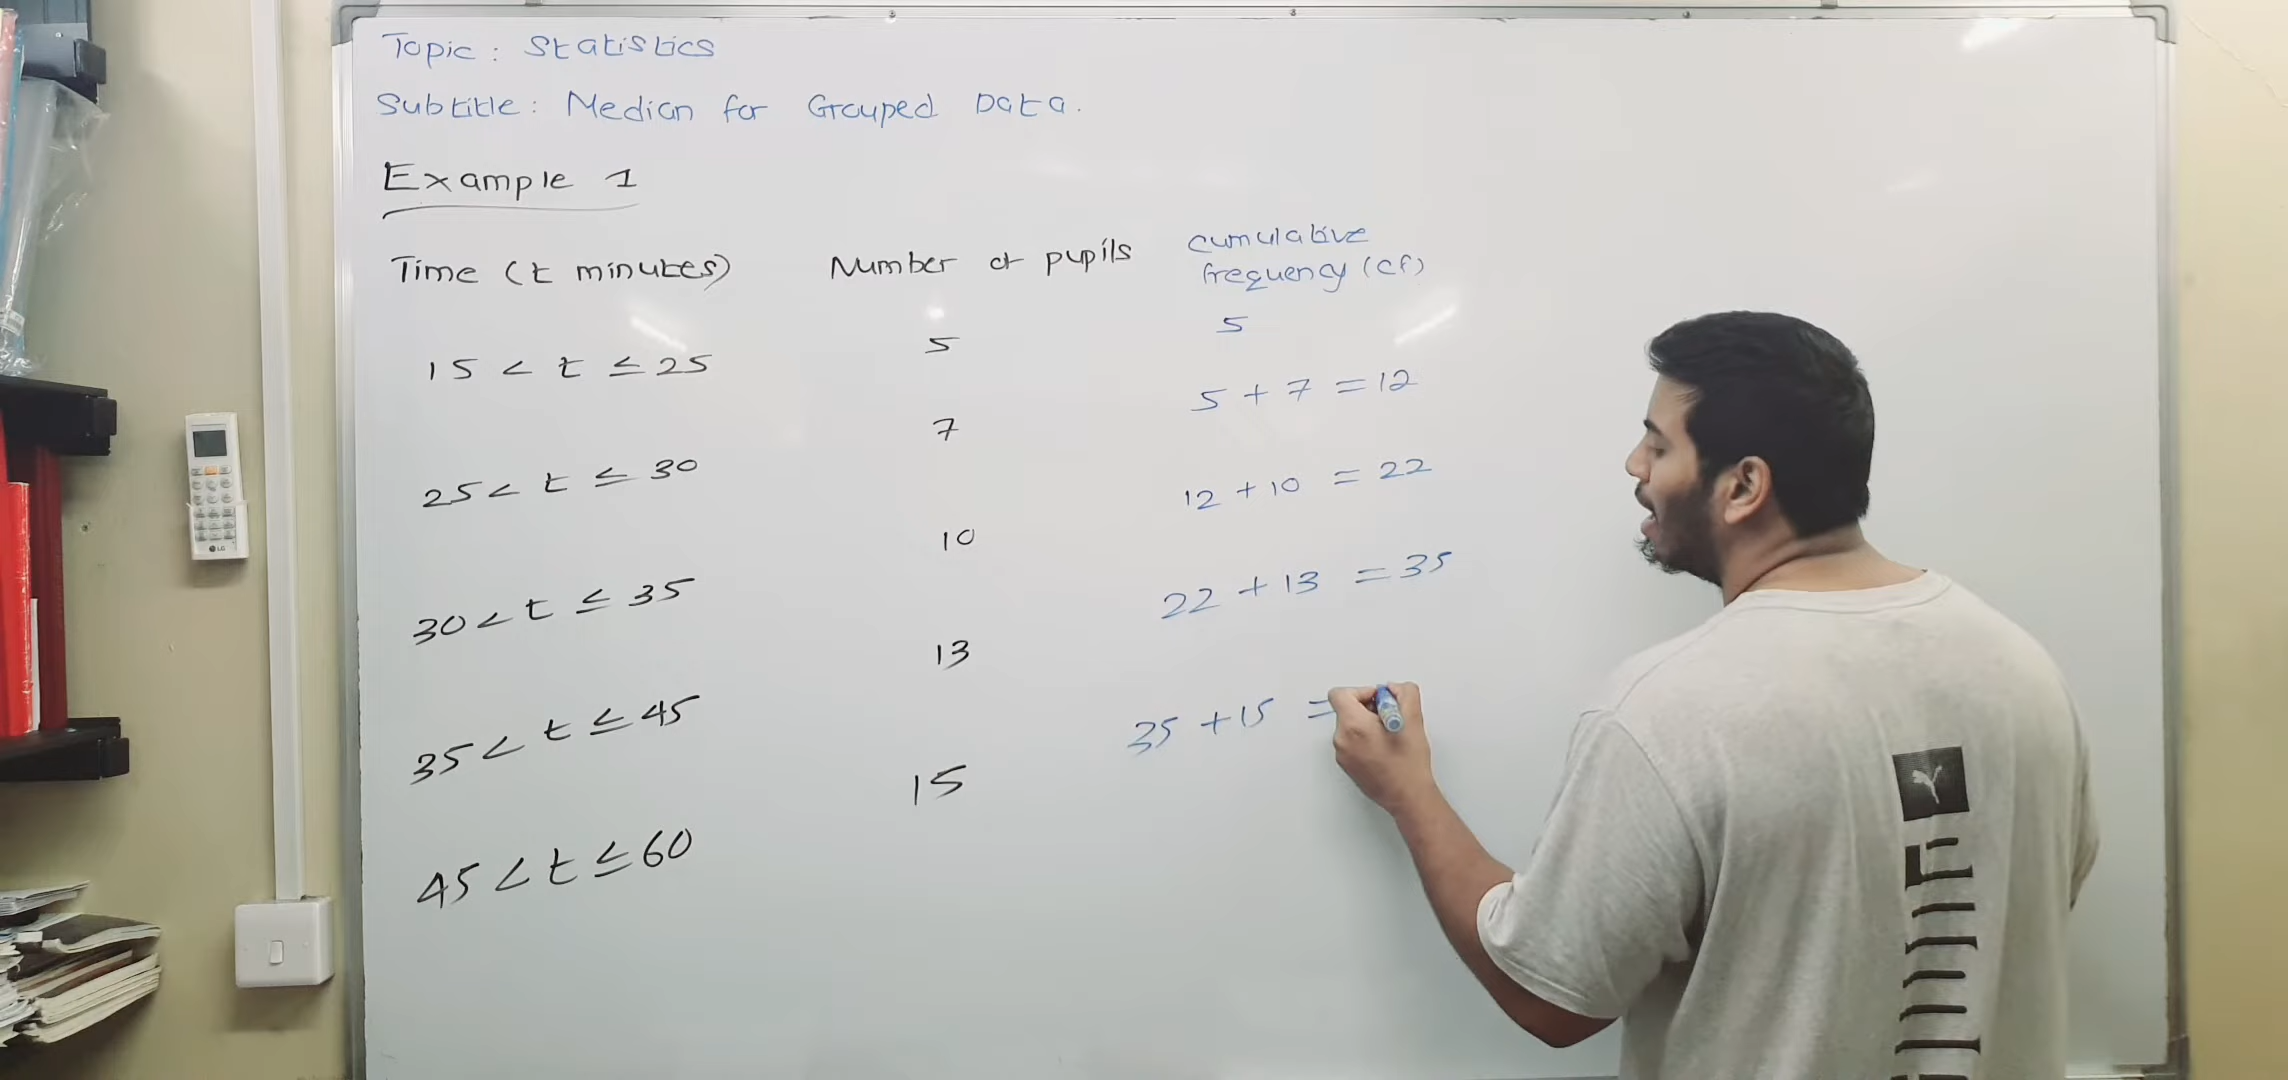 Topic: Statistics
Subtitle: Median for Grouped Data.
Example 1
Time (t minutes) Number of pupils cumulative frequency (cf)
15 < t ≤ 25 5 5
25 < t ≤ 30 7 5 + 7 = 12
30 < t ≤ 35 10 12 + 10 = 22
35 < t ≤ 45 13 22 + 13 = 35
45 < t ≤ 60 15 35 + 15 =
LG